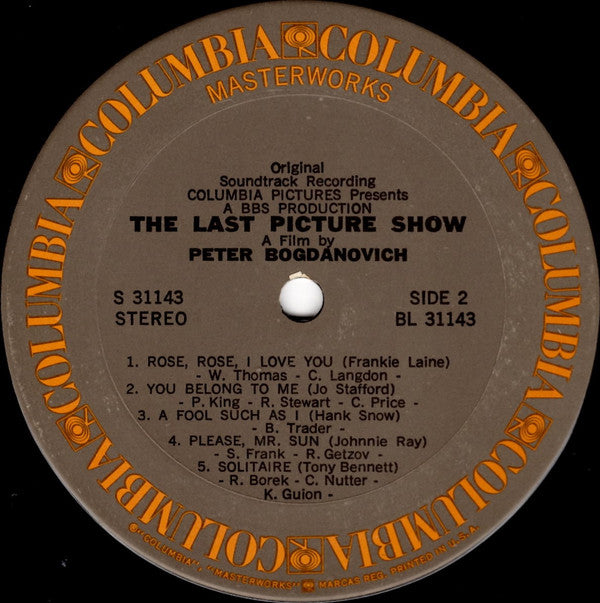 COLUMBIA COLUMBIA COLUMBIA COLUMBIA COLUMBIA COLUMBIA COLUMBIA COLUMBIA
MASTERWORKS
Original
Soundtrack Recording
COLUMBIA PICTURES Presents
A BBS PRODUCTION
THE LAST PICTURE SHOW
A Film by
PETER BOGDANOVICH
S 31143
STEREO
SIDE 2
BL 31143
1. ROSE, ROSE, I LOVE YOU (Frankie Laine)
- W. Thomas - C. Langdon -
2. YOU BELONG TO ME (Jo Stafford)
- P. King - R. Stewart - C. Price -
3. A FOOL SUCH AS I (Hank Snow)
- B. Trader -
4. PLEASE, MR. SUN (Johnnie Ray)
- S. Frank - R. Getzov -
5. SOLITAIRE (Tony Bennett)
- R. Borek - C. Nutter -
K. Guion -
©"COLUMBIA", "MASTERWORKS" MARCAS REG. PRINTED IN U.S.A.